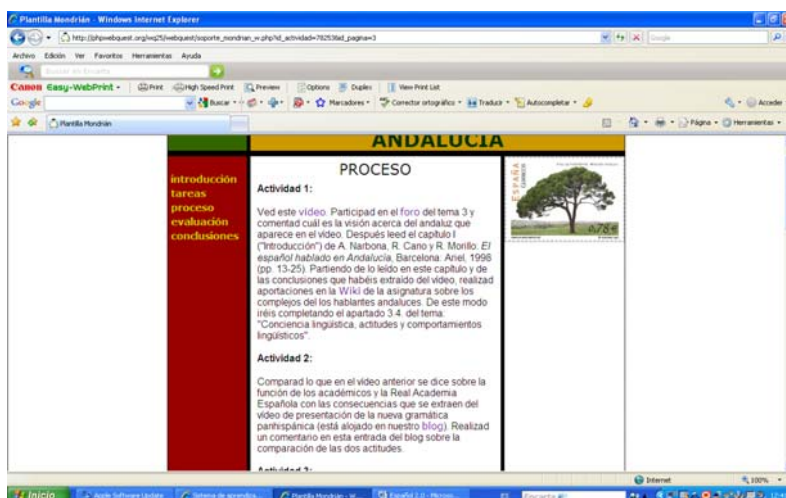 Plantilla Mondrián - Windows Internet Explorer
Archivo Edición Ver Favoritos Herramientas Ayuda
Buscar en Encarta
Canon Easy-WebPrint Print High Speed Print Preview Options Duplex View Print List
Google Buscar Marcadores Corrector ortográfico Traducir Autocompletar Acceder
Plantilla Mondrián Página Herramientas
ANDALUCÍA
introducción
tareas
proceso
evaluación
conclusiones
PROCESO
Actividad 1:
Ved este vídeo. Participad en el foro del tema 3 y
comentad cuál es la visión acerca del andaluz que
aparece en el vídeo. Después leed el capítulo I
("Introducción") de A. Narbona, R. Cano y R. Morillo. El
español hablado en Andalucía, Barcelona: Ariel, 1998
(pp. 13-25). Partiendo de lo leído en este capítulo y de
las conclusiones que habéis extraído del vídeo, realizad
aportaciones en la Wiki de la asignatura sobre los
complejos del los hablantes andaluces. De este modo
iréis completando el apartado 3.4. del tema:
"Conciencia lingüística, actitudes y comportamientos
lingüísticos".
Actividad 2:
Comparad lo que en el vídeo anterior se dice sobre la
función de los académicos y la Real Academia
Española con las consecuencias que se extraen del
vídeo de presentación de la nueva gramática
panhispánica (está alojado en nuestro blog). Realizad
un comentario en esta entrada del blog sobre la
comparación de las dos actitudes.
ESPAÑA
CORREOS
0,78€
Internet 100%
Inicio Apple Software Update Sistema de aprendiza... Plantilla Mondrián - W... Español 2.0 - Micros... ES